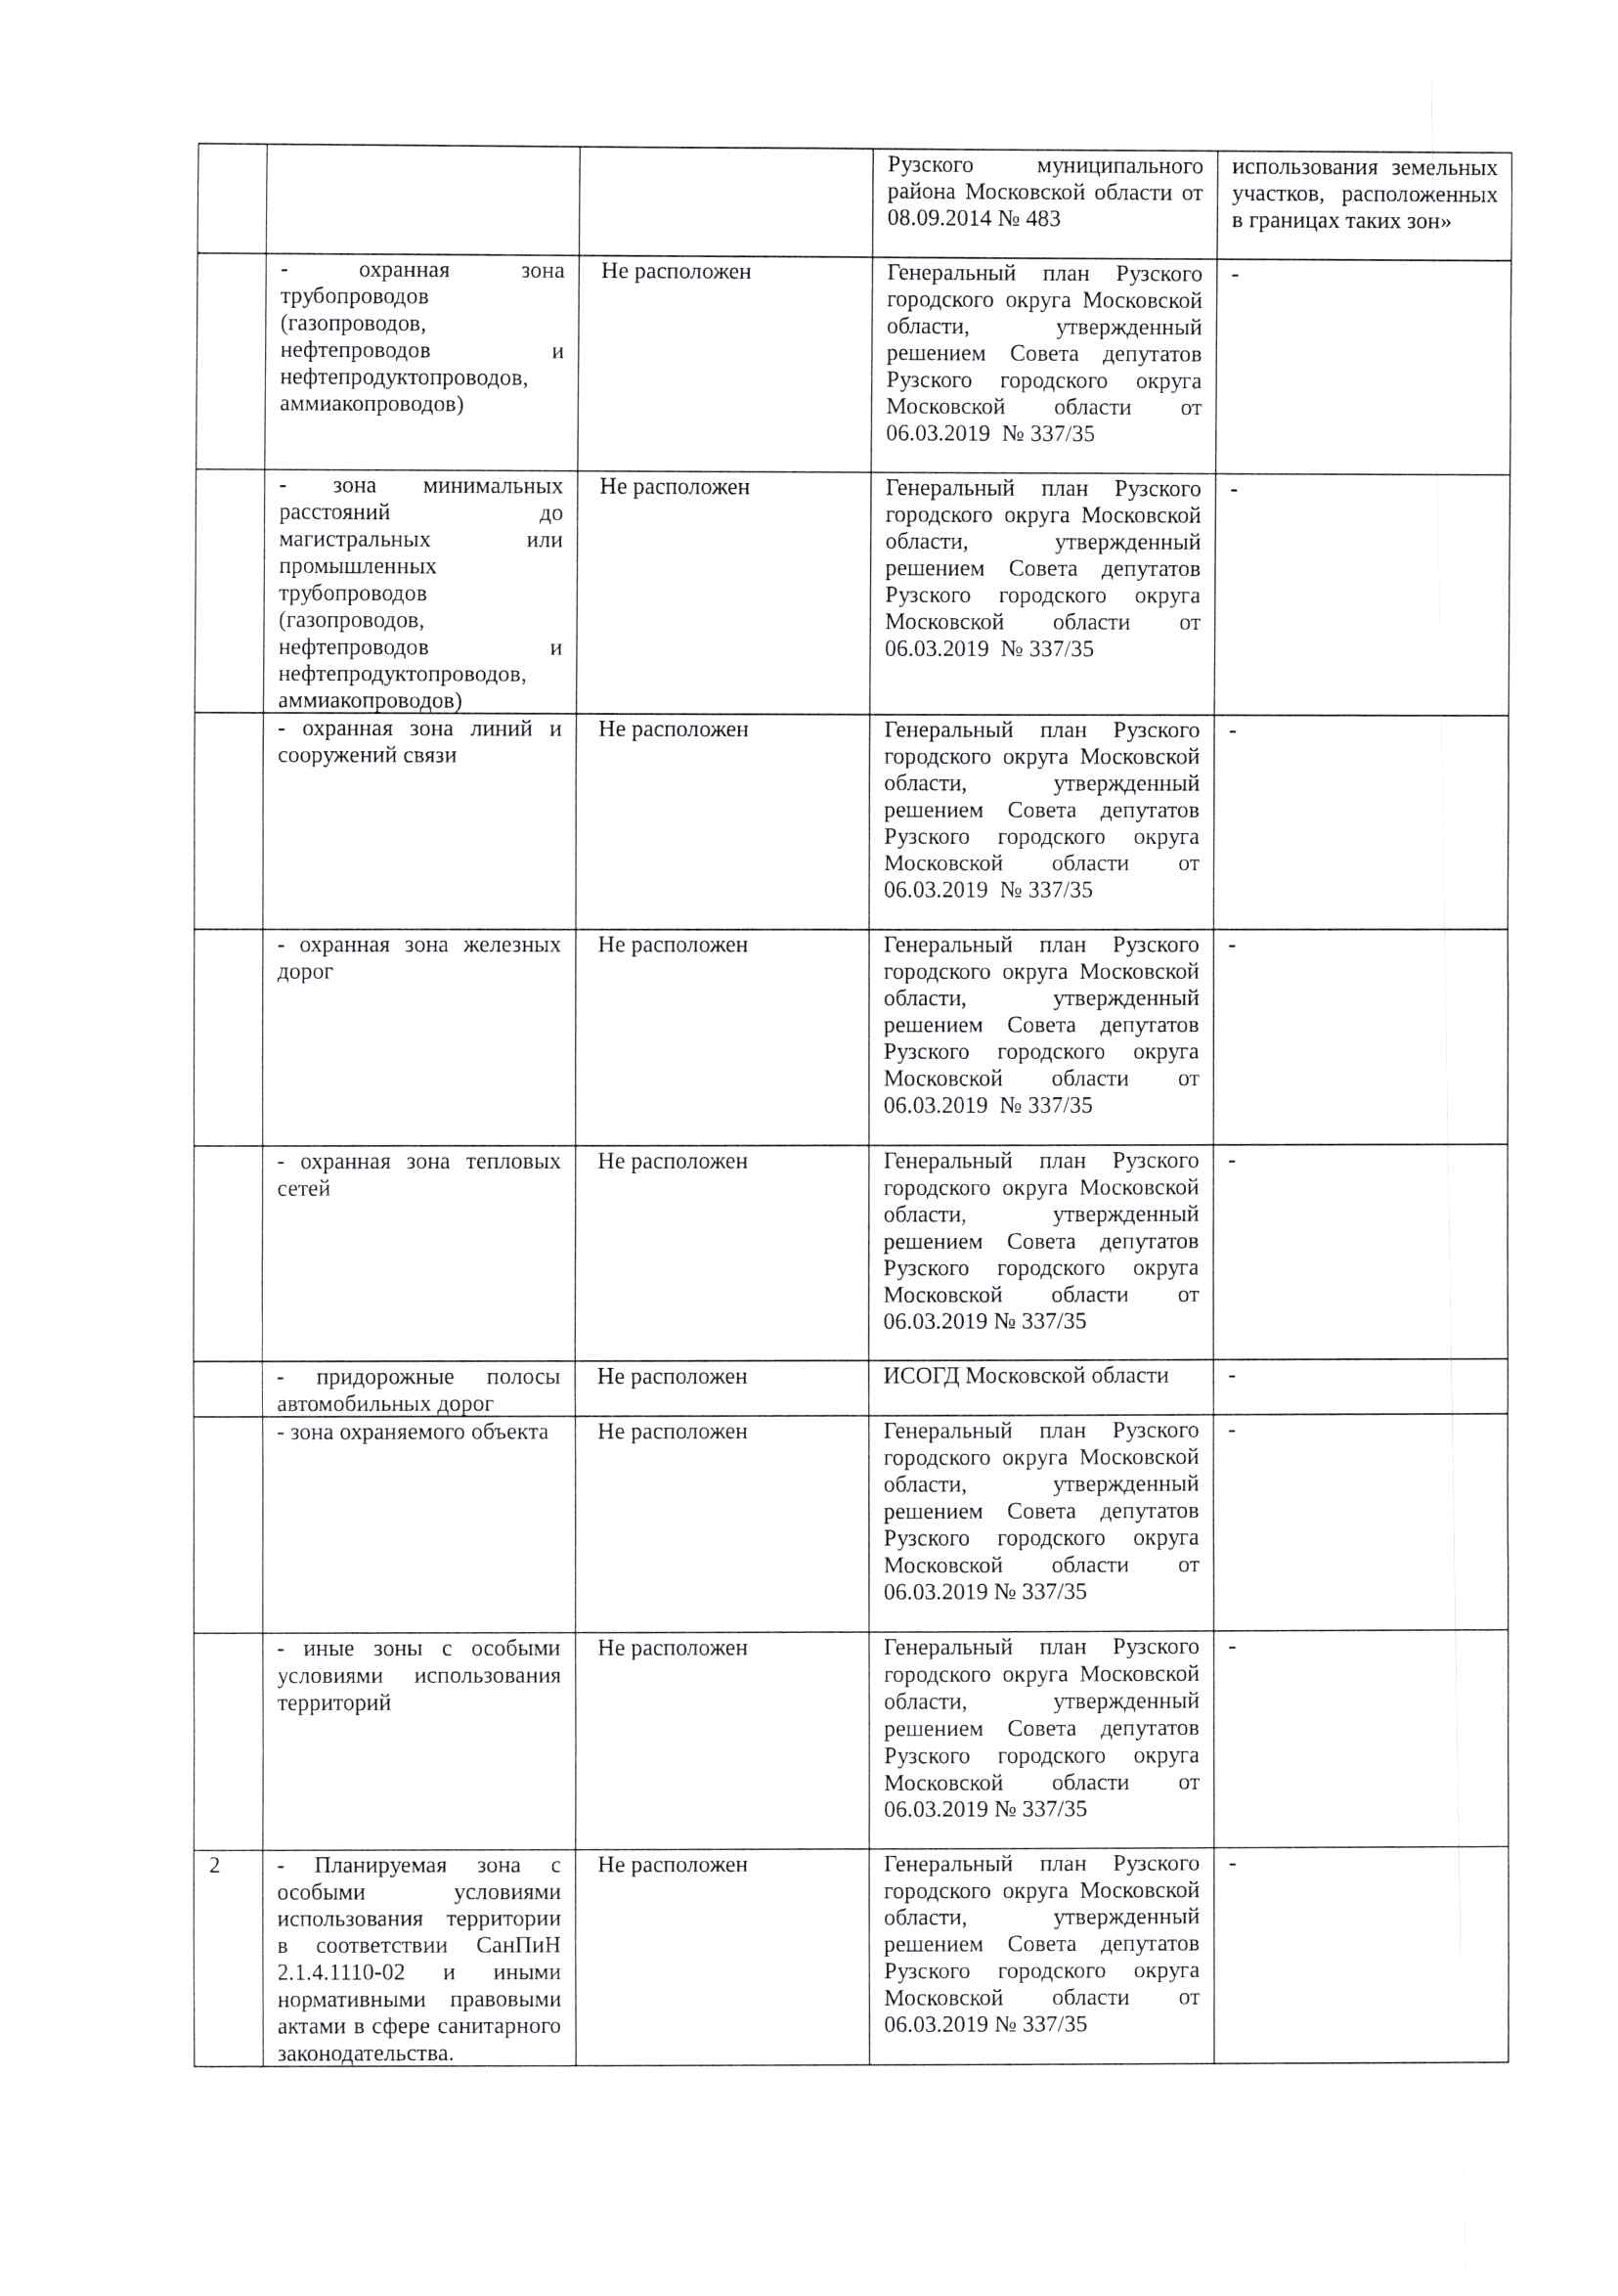 Рузского муниципального
района Московской области от
08.09.2014 № 483
использования земельных
участков, расположенных
в границах таких зон»
- охранная зона
трубопроводов
(газопроводов,
нефтепроводов и
нефтепродуктопроводов,
аммиакопроводов)
Не расположен
Генеральный план Рузского
городского округа Московской
области, утвержденный
решением Совета депутатов
Рузского городского округа
Московской области от
06.03.2019 № 337/35
-
- зона минимальных
расстояний до
магистральных или
промышленных
трубопроводов
(газопроводов,
нефтепроводов и
нефтепродуктопроводов,
аммиакопроводов)
Не расположен
Генеральный план Рузского
городского округа Московской
области, утвержденный
решением Совета депутатов
Рузского городского округа
Московской области от
06.03.2019 № 337/35
-
- охранная зона линий и
сооружений связи
Не расположен
Генеральный план Рузского
городского округа Московской
области, утвержденный
решением Совета депутатов
Рузского городского округа
Московской области от
06.03.2019 № 337/35
-
- охранная зона железных
дорог
Не расположен
Генеральный план Рузского
городского округа Московской
области, утвержденный
решением Совета депутатов
Рузского городского округа
Московской области от
06.03.2019 № 337/35
-
- охранная зона тепловых
сетей
Не расположен
Генеральный план Рузского
городского округа Московской
области, утвержденный
решением Совета депутатов
Рузского городского округа
Московской области от
06.03.2019 № 337/35
-
- придорожные полосы
автомобильных дорог
Не расположен
ИСОГД Московской области
-
- зона охраняемого объекта
Не расположен
Генеральный план Рузского
городского округа Московской
области, утвержденный
решением Совета депутатов
Рузского городского округа
Московской области от
06.03.2019 № 337/35
-
- иные зоны с особыми
условиями использования
территорий
Не расположен
Генеральный план Рузского
городского округа Московской
области, утвержденный
решением Совета депутатов
Рузского городского округа
Московской области от
06.03.2019 № 337/35
-
2
- Планируемая зона с
особыми условиями
использования территории
в соответствии СанПиН
2.1.4.1110-02 и иными
нормативными правовыми
актами в сфере санитарного
законодательства.
Не расположен
Генеральный план Рузского
городского округа Московской
области, утвержденный
решением Совета депутатов
Рузского городского округа
Московской области от
06.03.2019 № 337/35
-